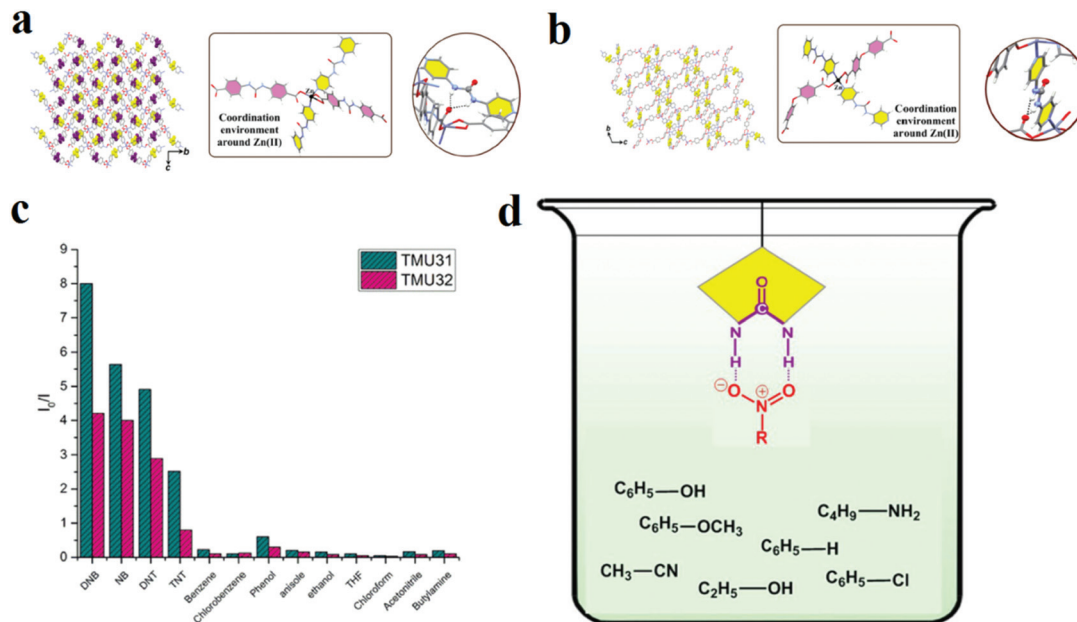 a
b
c
Coordination
environment
around Zn(II)
Zn
b
b
c
Coordination
environment
around Zn(II)
Zn
c
9
8
7
6
5
4
3
2
1
0
I₀/I
TMU31
TMU32
DNB
NB
DNT
TNT
Benzene
Chlorobenzene
Phenol
anisole
ethanol
THF
Chloroform
Acetonitrile
Butylamine
d
O
C
N N
H H
⊖ O N ⊕ O
R
C₆H₅—OH
C₆H₅—OCH₃
C₄H₉—NH₂
C₆H₅—H
CH₃—CN
C₂H₅—OH
C₆H₅—Cl